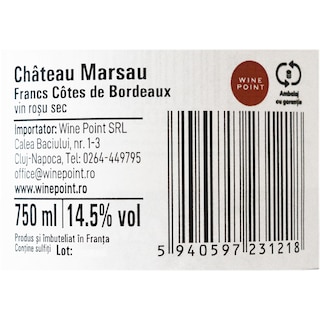 Château Marsau
Francs Côtes de Bordeaux
vin roșu sec
Importator: Wine Point SRL
Calea Baciului, nr. 1-3
Cluj-Napoca, Tel: 0264-449795
office@winepoint.ro
www.winepoint.ro
750 ml 14.5% vol
Produs și îmbuteliat în Franța
Conține sulfiți Lot:
WINE
POINT
Ambalaj
cu garanție
5 940597 231218